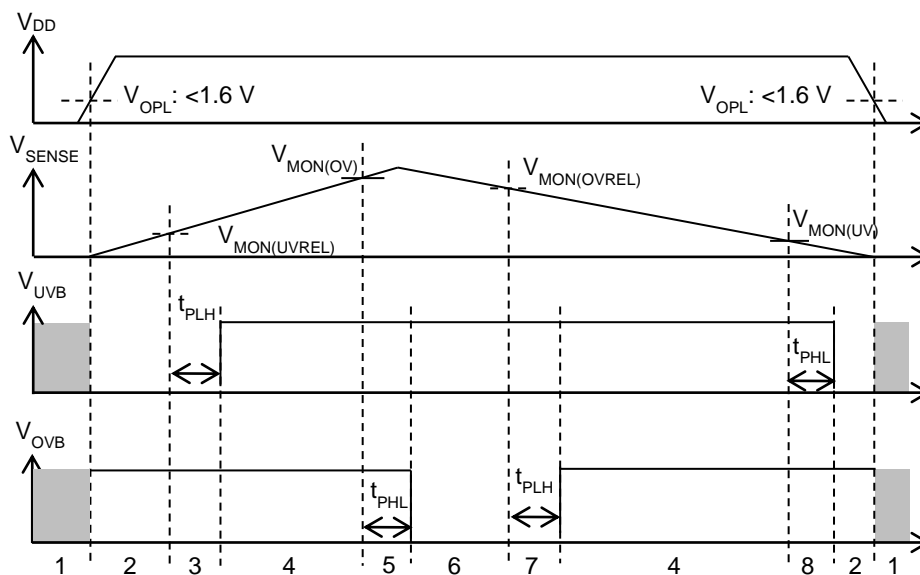 VDD
VOPL: <1.6 V
VOPL: <1.6 V
VSENSE
VMON(OV)
VMON(OVREL)
VMON(UVREL)
VMON(UV)
VUVB
tPLH
tPHL
VOVB
tPHL
tPLH
1 2 3 4 5 6 7 4 8 2 1